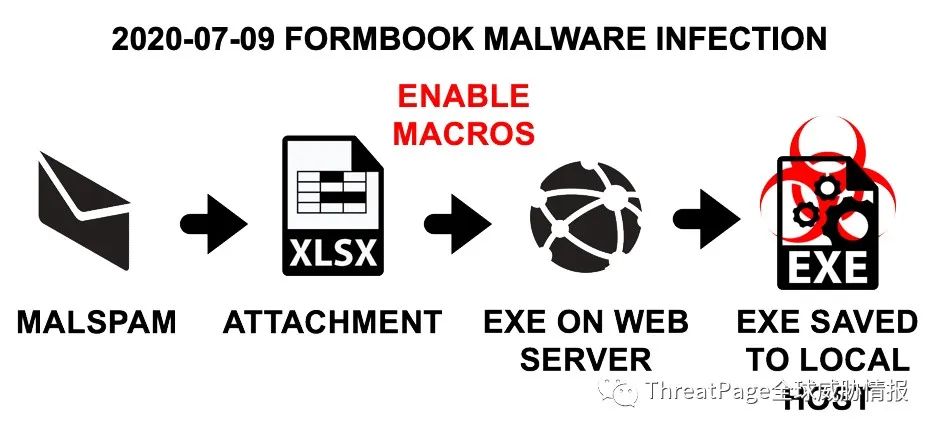 2020-07-09 FORMBOOK MALWARE INFECTION
ENABLE
MACROS
XLSX
EXE
MALSPAM
ATTACHMENT
EXE ON WEB
SERVER
EXE SAVED
TO LOCAL
HOST
ThreatPage全球威胁情报